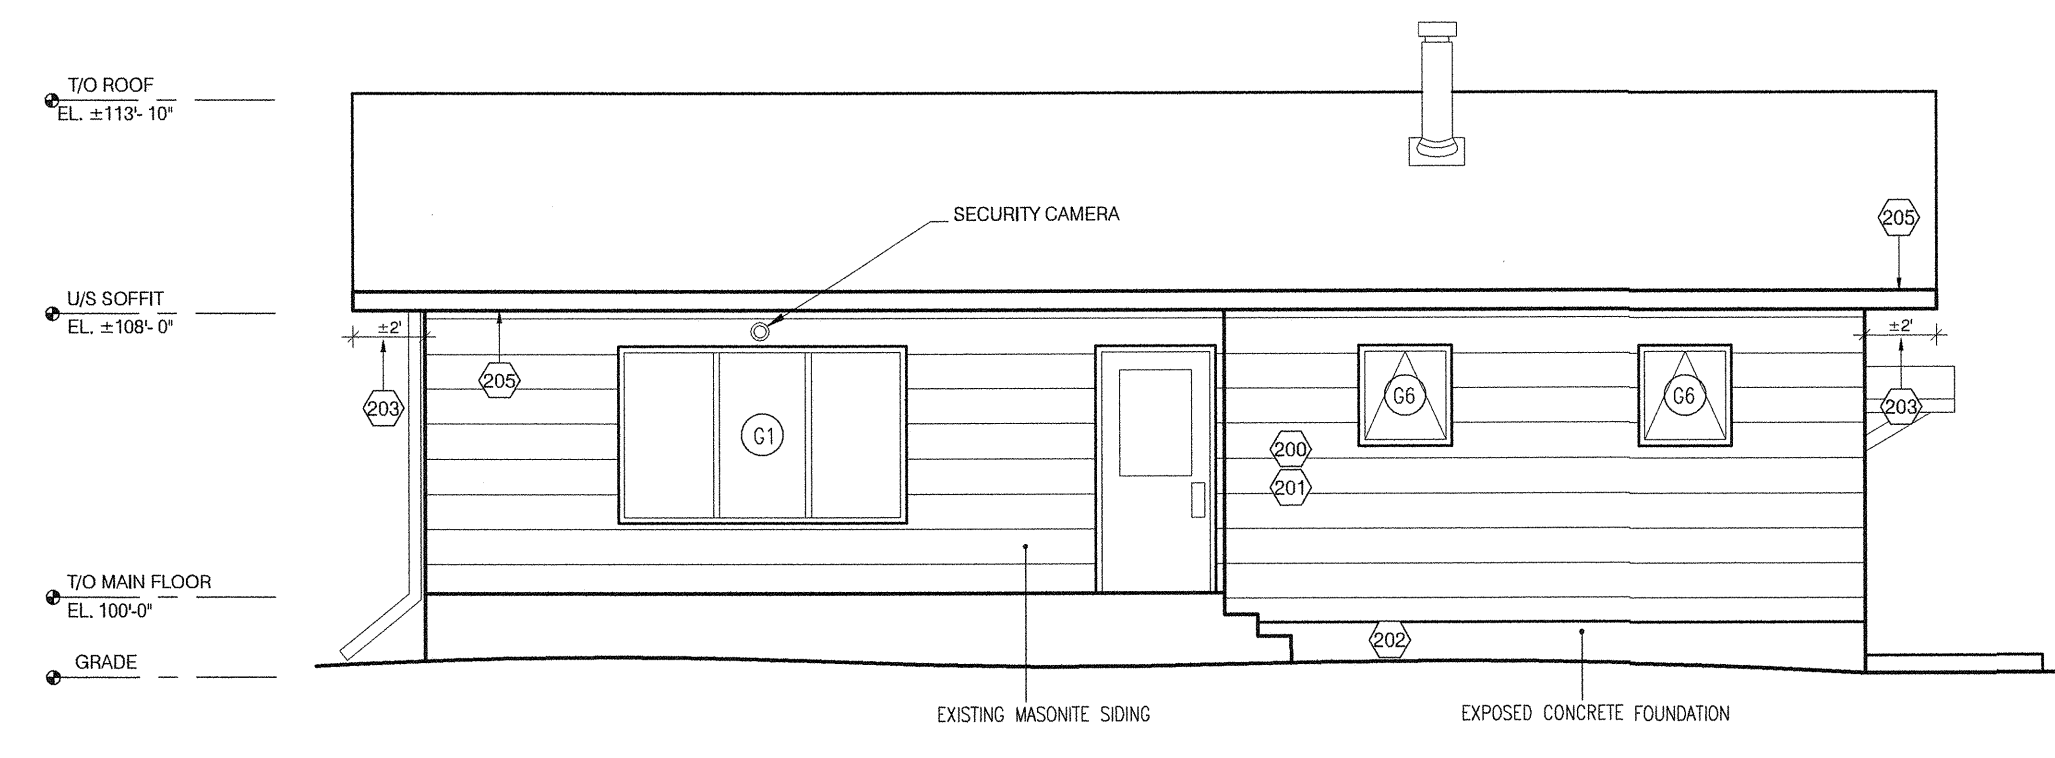 T/O ROOF
EL. ±113'- 10"
SECURITY CAMERA
205
U/S SOFFIT
EL. ±108'- 0"
±2'
±2'
203
205
G1
G6
G6
203
200
201
T/O MAIN FLOOR
EL. 100'-0"
202
GRADE
EXISTING MASONITE SIDING
EXPOSED CONCRETE FOUNDATION